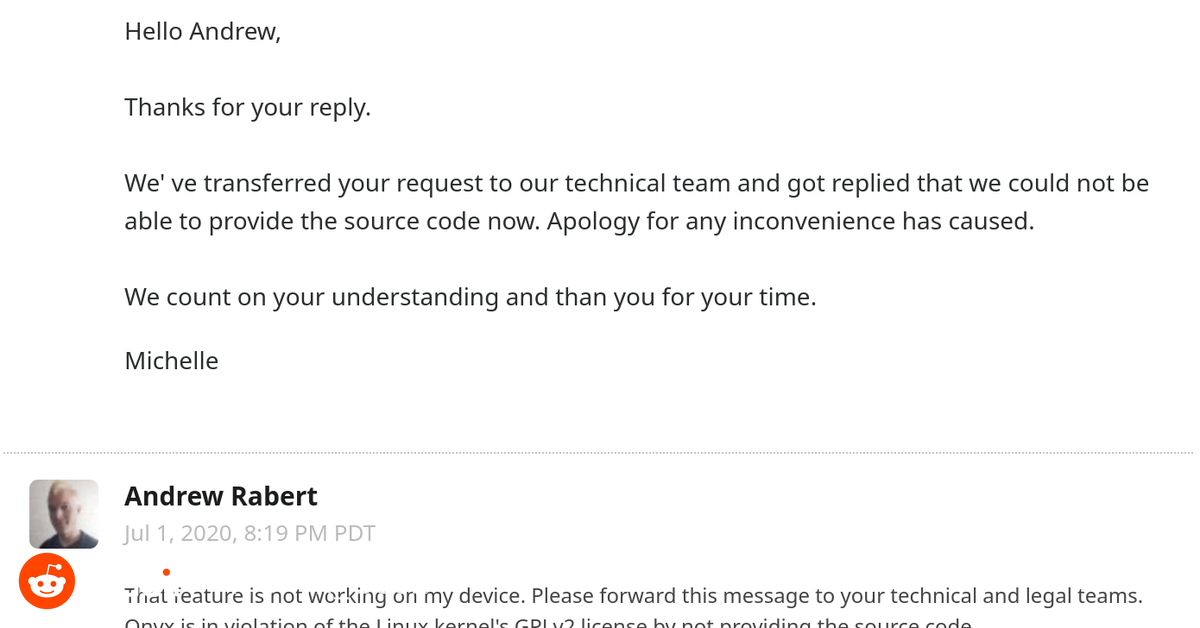 Hello Andrew,
Thanks for your reply.
We' ve transferred your request to our technical team and got replied that we could not be
able to provide the source code now. Apology for any inconvenience has caused.
We count on your understanding and than you for your time.
Michelle
Andrew Rabert
Jul 1, 2020, 8:19 PM PDT
That feature is not working on my device. Please forward this message to your technical and legal teams.
Onyx is in violation of the Linux kernel's GPLv2 license by not providing the source code.